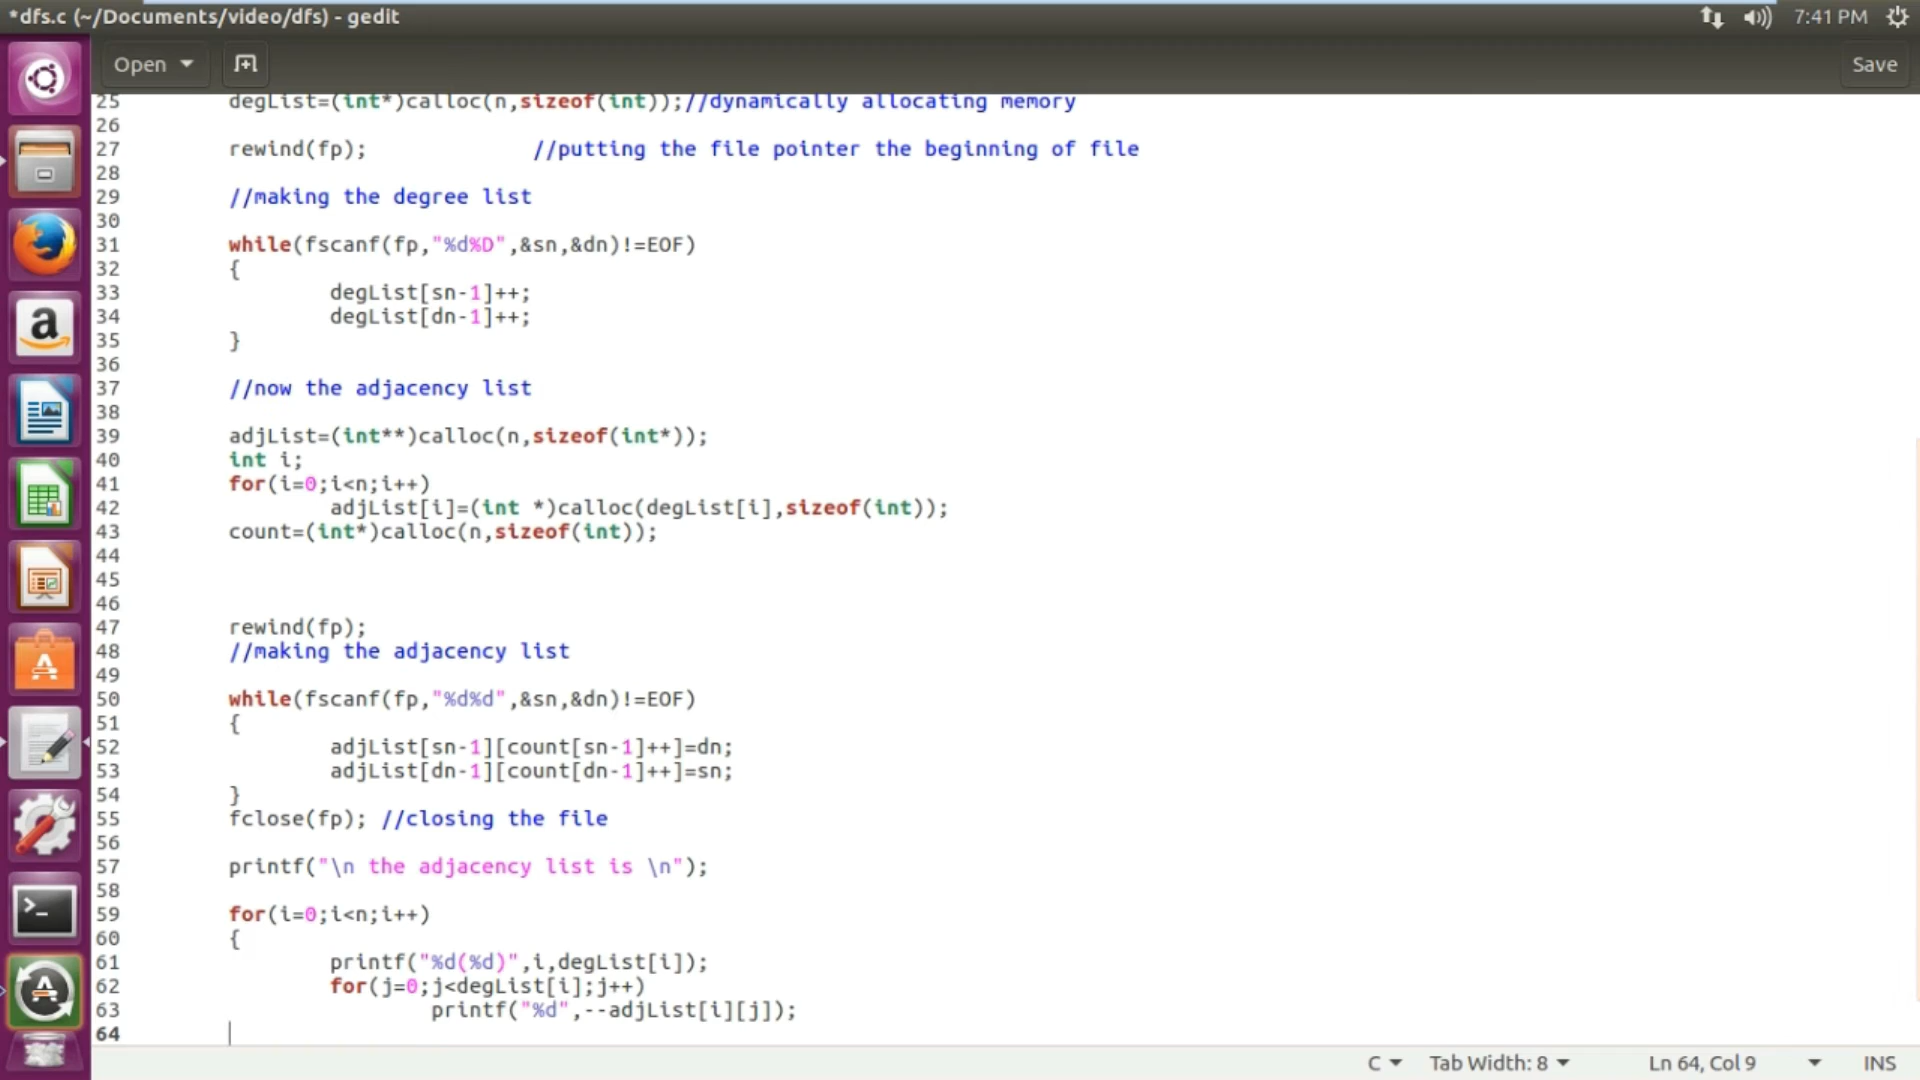 *dfs.c (~/Documents/video/dfs) - gedit
7:41 PM
Open
Save
25 degList=(int*)calloc(n,sizeof(int));//dynamically allocating memory
26
27 rewind(fp); //putting the file pointer the beginning of file
28
29 //making the degree list
30
31 while(fscanf(fp,"%d%D",&sn,&dn)!=EOF)
32 {
33 degList[sn-1]++;
34 degList[dn-1]++;
35 }
36
37 //now the adjacency list
38
39 adjList=(int**)calloc(n,sizeof(int*));
40 int i;
41 for(i=0;i<n;i++)
42 adjList[i]=(int *)calloc(degList[i],sizeof(int));
43 count=(int*)calloc(n,sizeof(int));
44
45
46
47 rewind(fp);
48 //making the adjacency list
49
50 while(fscanf(fp,"%d%d",&sn,&dn)!=EOF)
51 {
52 adjList[sn-1][count[sn-1]++]=dn;
53 adjList[dn-1][count[dn-1]++]=sn;
54 }
55 fclose(fp); //closing the file
56
57 printf("\n the adjacency list is \n");
58
59 for(i=0;i<n;i++)
60 {
61 printf("%d(%d)",i,degList[i]);
62 for(j=0;j<degList[i];j++)
63 printf("%d",--adjList[i][j]);
64
C
Tab Width: 8
Ln 64, Col 9
INS